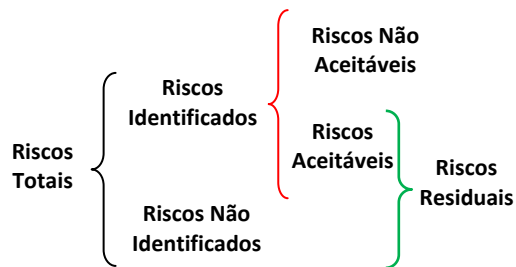 Riscos
Totais
Riscos
Identificados
Riscos Não
Identificados
Riscos Não
Aceitáveis
Riscos
Aceitáveis
Riscos
Residuais